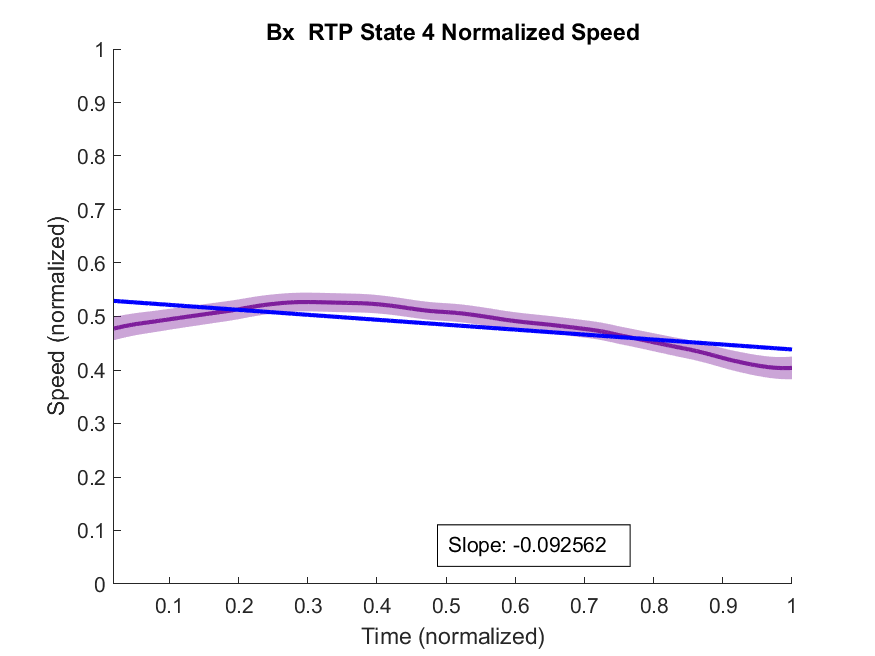 Bx  RTP State 4 Normalized Speed
1
0.9
0.8
0.7
0.6
0.5
0.4
0.3
0.2
0.1
0
Speed (normalized)
Slope: -0.092562
0.1 0.2 0.3 0.4 0.5 0.6 0.7 0.8 0.9 1
Time (normalized)